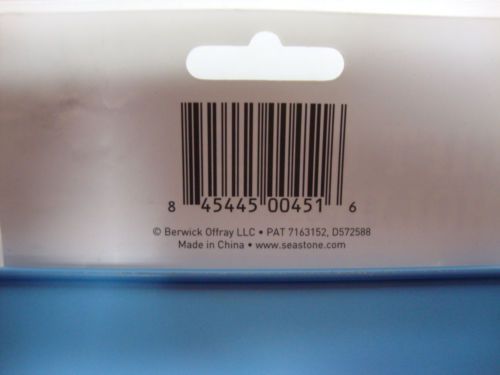 8 45445 00451 6
© Berwick Offray LLC • PAT 7163152, D572588
Made in China • www.seastone.com